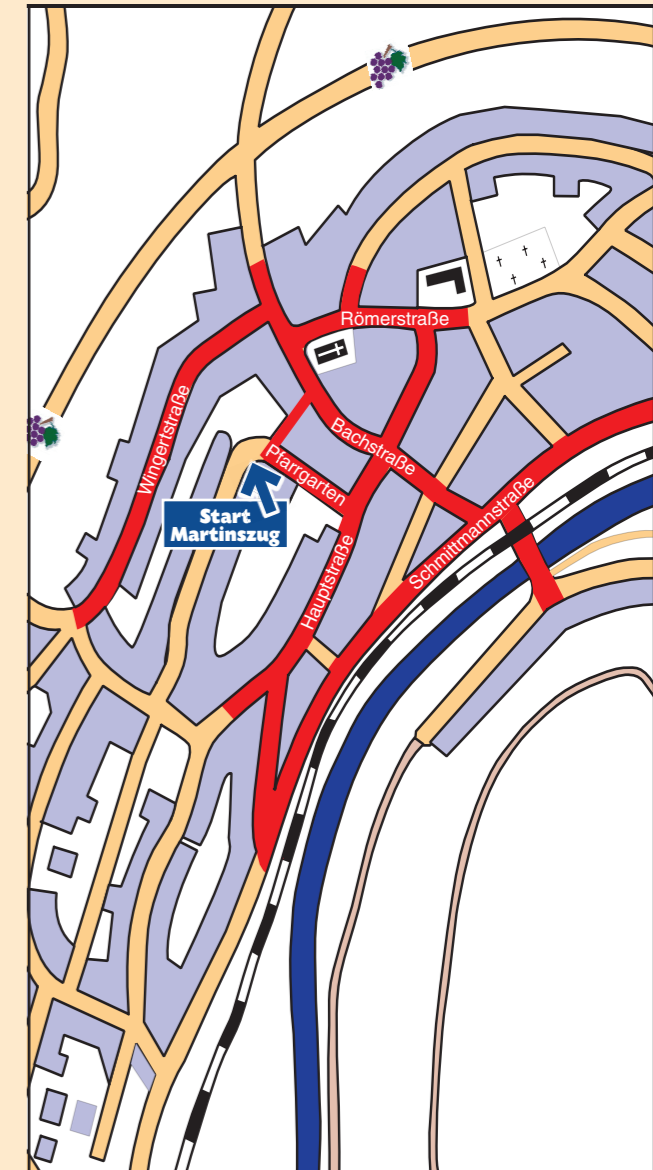 Römerstraße
Wingertstraße
Bachstraße
Pfarrgarten
Start
Martinszug
Hauptstraße
Schmittmannstraße